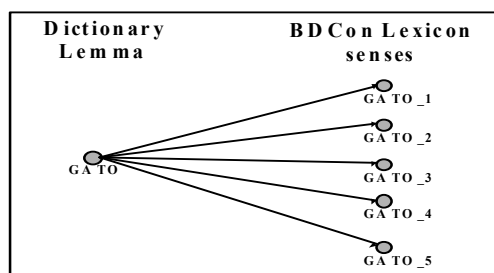 Dictionary
Lemma
BDCon Lexicon
senses
GATO
GATO_1
GATO_2
GATO_3
GATO_4
GATO_5